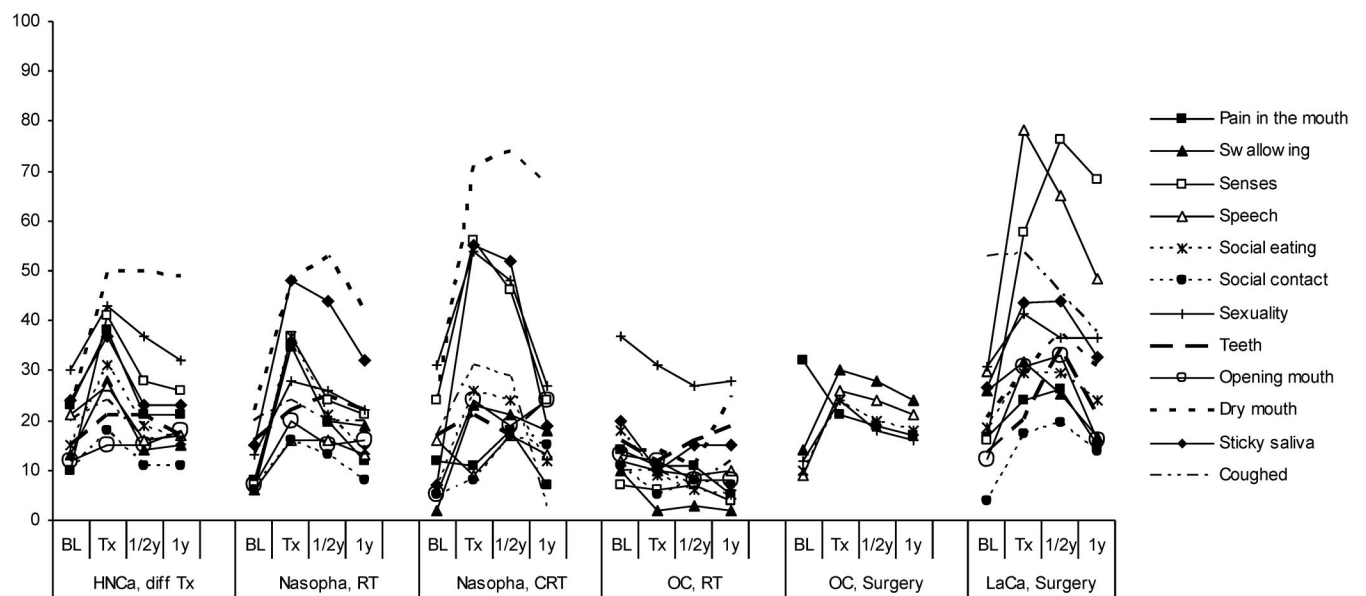 100
90
80
70
60
50
40
30
20
10
0
BL Tx 1/2y 1y BL Tx 1/2y 1y BL Tx 1/2y 1y BL Tx 1/2y 1y BL Tx 1/2y 1y BL Tx 1/2y 1y
HNCa, diff Tx Nasopha, RT Nasopha, CRT OC, RT OC, Surgery LaCa, Surgery
Pain in the mouth
Swallowing
Senses
Speech
Social eating
Social contact
Sexuality
Teeth
Opening mouth
Dry mouth
Sticky saliva
Coughed